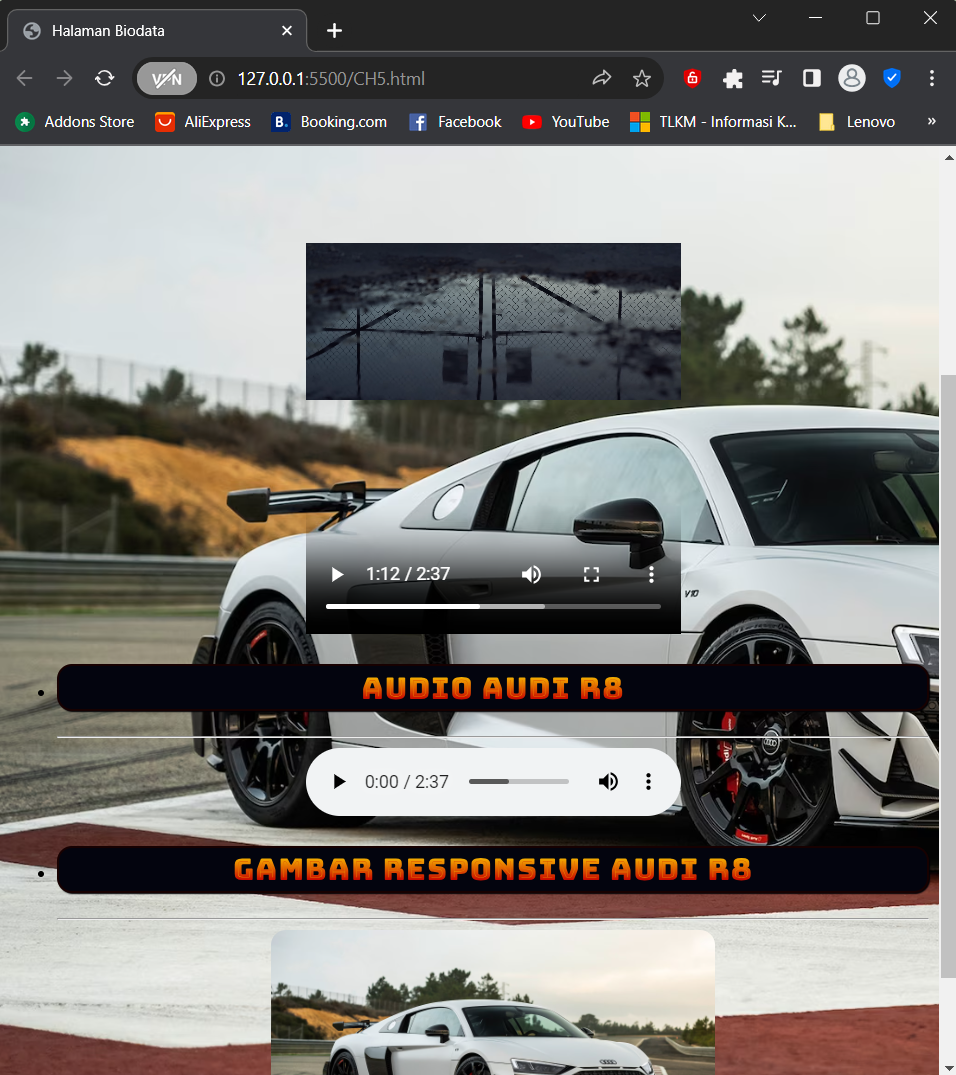 Halaman Biodata
VPN
127.0.0.1:5500/CH5.html
Addons Store
AliExpress
B.
Booking.com
Facebook
YouTube
TLKM - Informasi K...
Lenovo
»
V10
1:12 / 2:37
AUDIO AUDI R8
0:00 / 2:37
GAMBAR RESPONSIVE AUDI R8